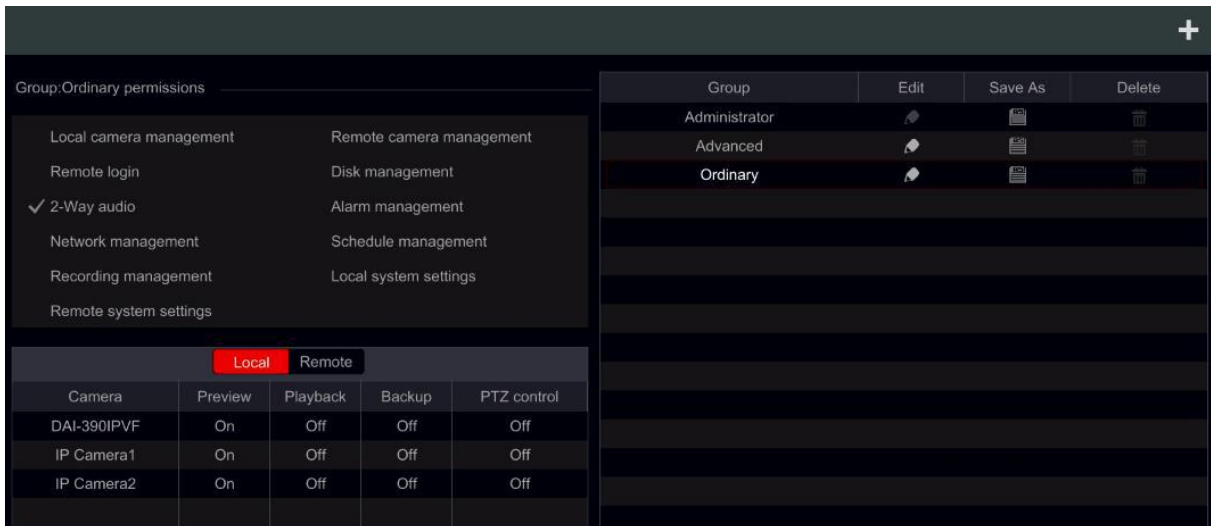 Group:Ordinary permissions
Local camera management Remote camera management
Remote login Disk management
2-Way audio Alarm management
Network management Schedule management
Recording management Local system settings
Remote system settings
Local Remote
Camera Preview Playback Backup PTZ control
DAI-390IPVF On Off Off Off
IP Camera1 On Off Off Off
IP Camera2 On Off Off Off
Group Edit Save As Delete
Administrator
Advanced
Ordinary